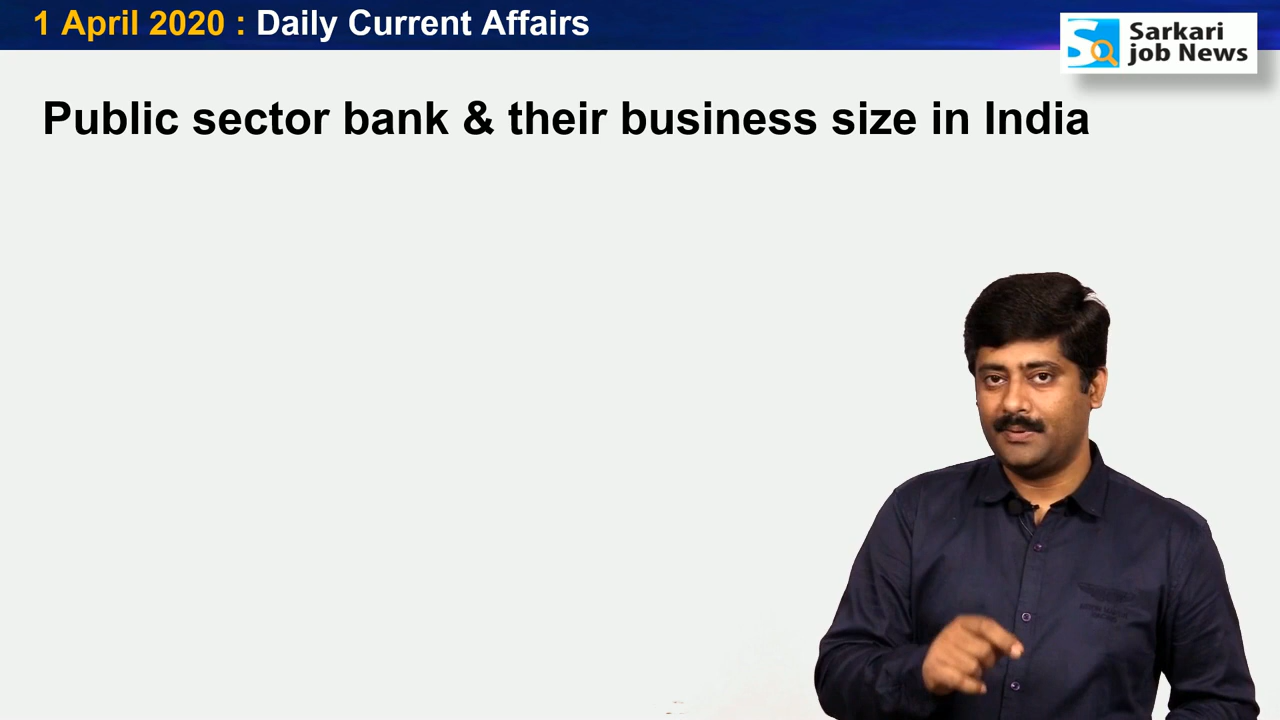 1 April 2020 : Daily Current Affairs
Sarkari
job News
Public sector bank & their business size in India